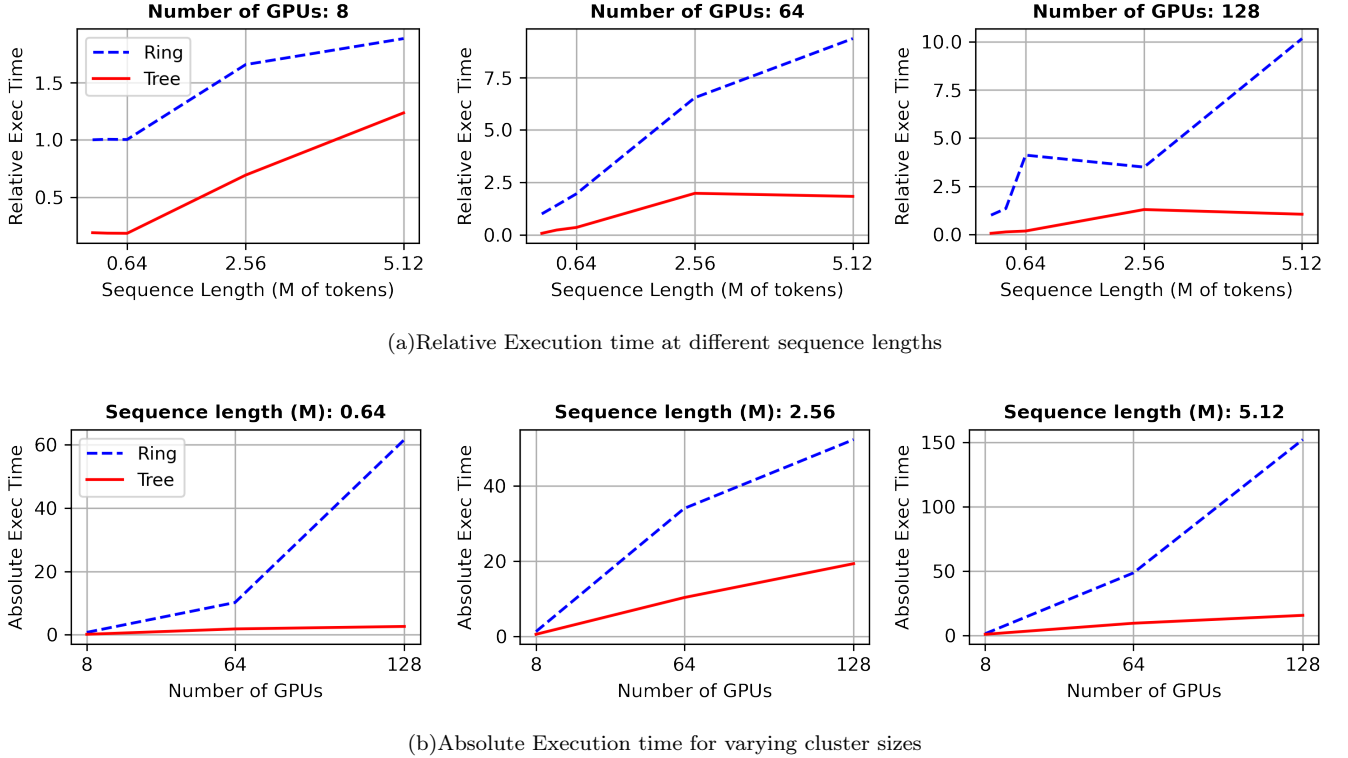 Number of GPUs: 8
Relative Exec Time
1.5
1.0
0.5
Ring
Tree
0.64
2.56
5.12
Sequence Length (M of tokens)
Number of GPUs: 64
Relative Exec Time
7.5
5.0
2.5
0.0
0.64
2.56
5.12
Sequence Length (M of tokens)
Number of GPUs: 128
Relative Exec Time
10.0
7.5
5.0
2.5
0.0
0.64
2.56
5.12
Sequence Length (M of tokens)
(a)Relative Execution time at different sequence lengths
Sequence length (M): 0.64
Absolute Exec Time
60
40
20
0
Ring
Tree
8
64
128
Number of GPUs
Sequence length (M): 2.56
Absolute Exec Time
40
20
0
8
64
128
Number of GPUs
Sequence length (M): 5.12
Absolute Exec Time
150
100
50
0
8
64
128
Number of GPUs
(b)Absolute Execution time for varying cluster sizes